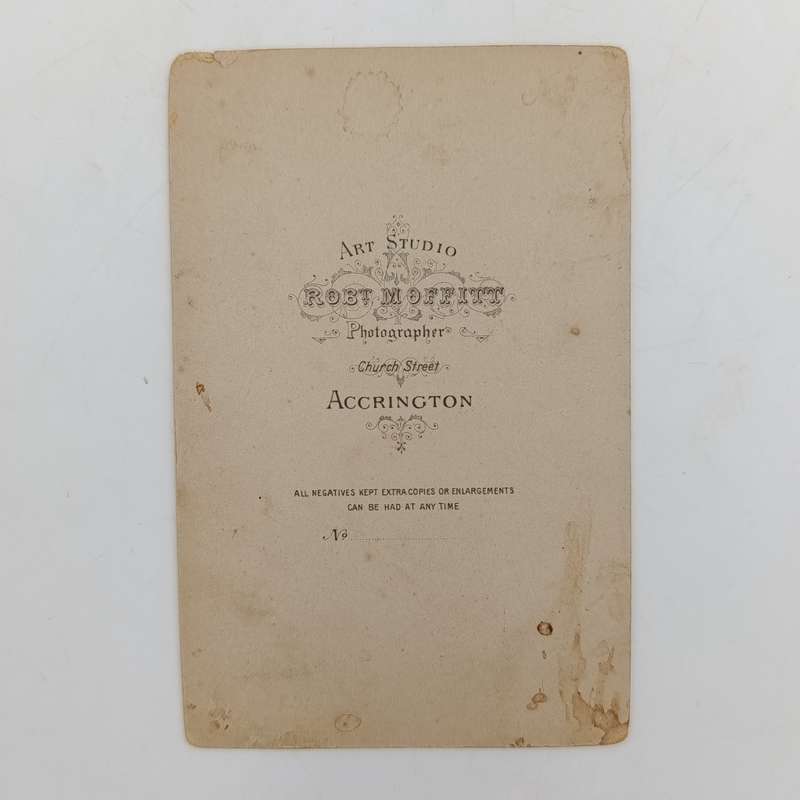 ART STUDIO
ROBT. MOFFITT
Photographer
Church Street
ACCRINGTON
ALL NEGATIVES KEPT EXTRA COPIES OR ENLARGEMENTS
CAN BE HAD AT ANY TIME
No